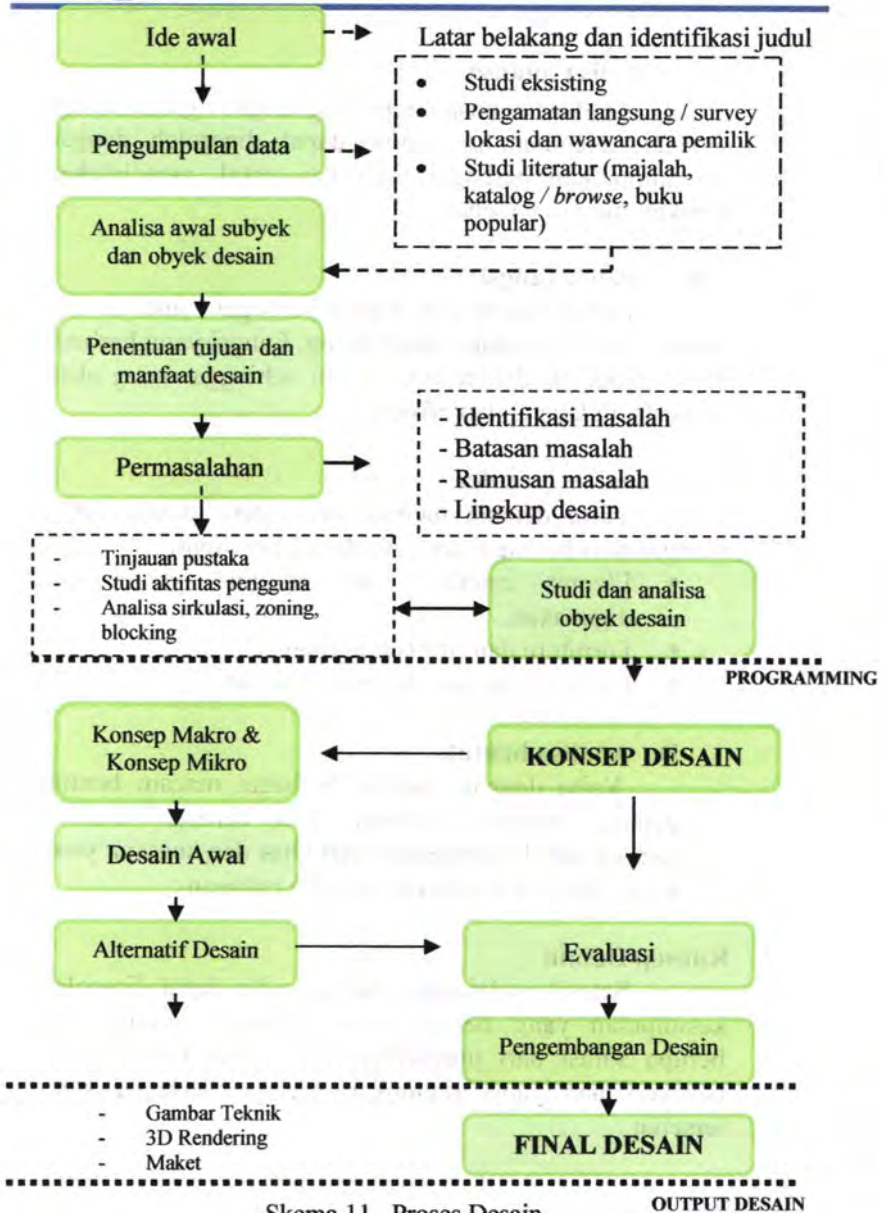 Ide awal
Latar belakang dan identifikasi judul
• Studi eksisting
• Pengamatan langsung / survey
lokasi dan wawancara pemilik
• Studi literatur (majalah,
katalog / browse, buku
popular)
Pengumpulan data
Analisa awal subyek
dan obyek desain
Penentuan tujuan dan
manfaat desain
Permasalahan
- Identifikasi masalah
- Batasan masalah
- Rumusan masalah
- Lingkup desain
- Tinjauan pustaka
- Studi aktifitas pengguna
- Analisa sirkulasi, zoning,
blocking
Studi dan analisa
obyek desain
PROGRAMMING
Konsep Makro &
Konsep Mikro
KONSEP DESAIN
Desain Awal
Alternatif Desain
Evaluasi
Pengembangan Desain
- Gambar Teknik
- 3D Rendering
- Maket
FINAL DESAIN
OUTPUT DESAIN
Skema 11. Proses Desain